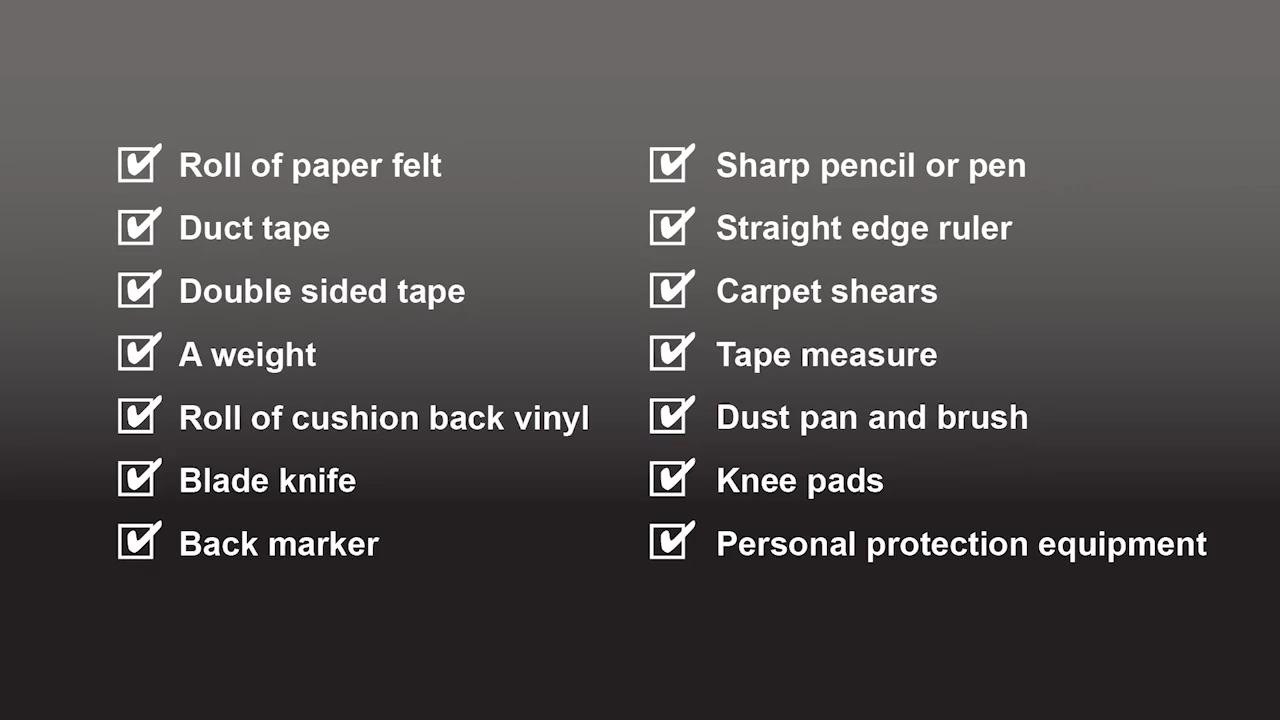 Roll of paper felt
Duct tape
Double sided tape
A weight
Roll of cushion back vinyl
Blade knife
Back marker
Sharp pencil or pen
Straight edge ruler
Carpet shears
Tape measure
Dust pan and brush
Knee pads
Personal protection equipment